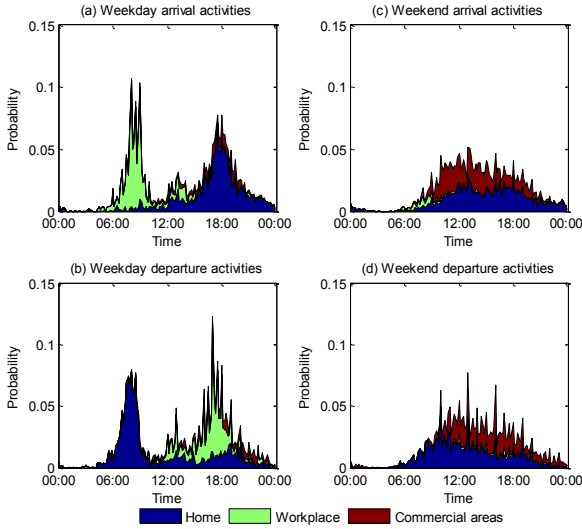 (a) Weekday arrival activities
0.15
0.1
0.05
0
Probability
00:00 06:00 12:00 18:00 00:00
Time
(c) Weekend arrival activities
0.15
0.1
0.05
0
Probability
00:00 06:00 12:00 18:00 00:00
Time
(b) Weekday departure activities
0.15
0.1
0.05
0
Probability
00:00 06:00 12:00 18:00 00:00
Time
(d) Weekend departure activities
0.15
0.1
0.05
0
Probability
00:00 06:00 12:00 18:00 00:00
Time
Home Workplace Commercial areas